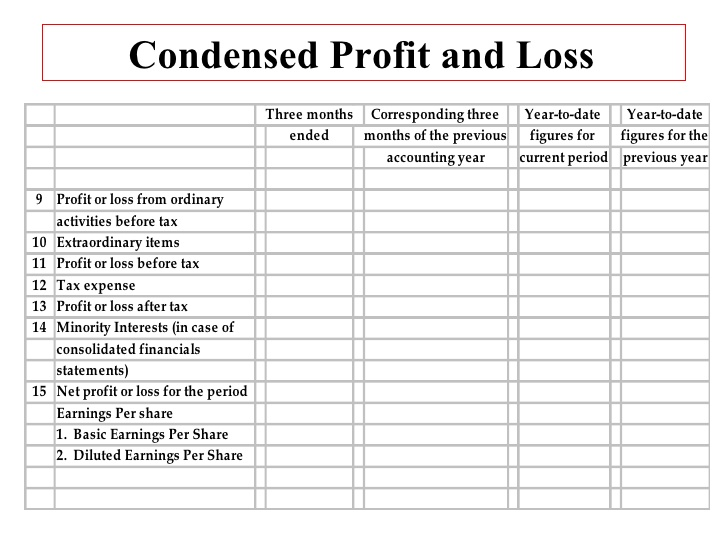 Condensed Profit and Loss
Three months Corresponding three Year-to-date Year-to-date
ended months of the previous figures for figures for the
accounting year current period previous year
9 Profit or loss from ordinary
activities before tax
10 Extraordinary items
11 Profit or loss before tax
12 Tax expense
13 Profit or loss after tax
14 Minority Interests (in case of
consolidated financials
statements)
15 Net profit or loss for the period
Earnings Per share
1. Basic Earnings Per Share
2. Diluted Earnings Per Share